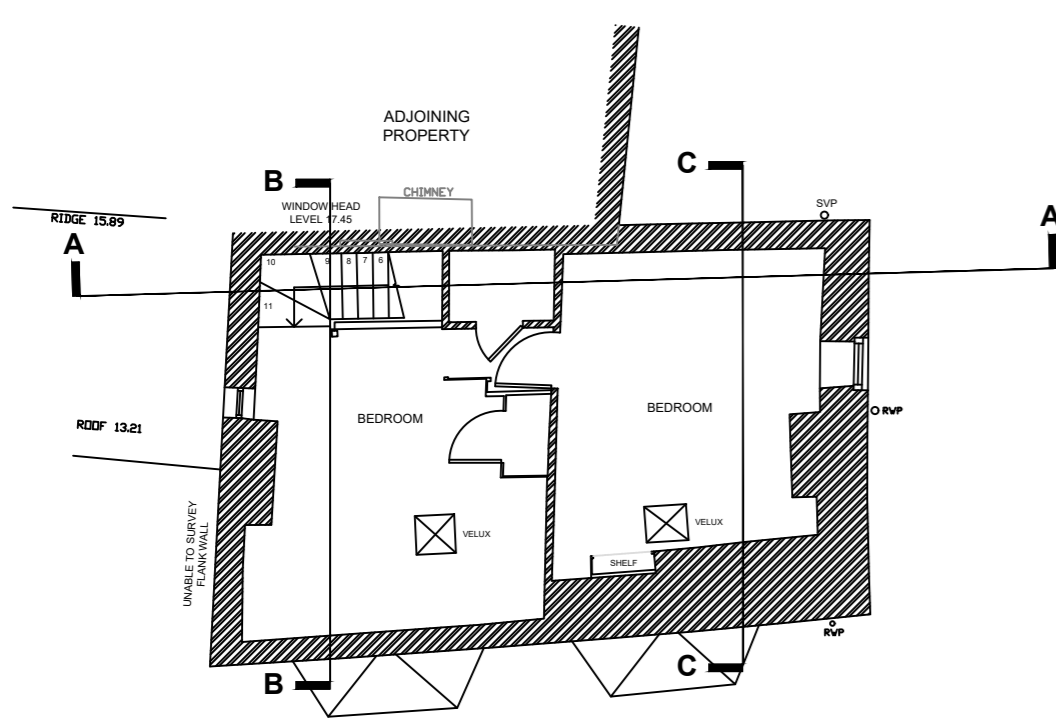 ADJOINING
PROPERTY
C
B
CHIMNEY
WINDOW HEAD
LEVEL 17.45
SVP
RIDGE 15.89
A
A
10
9
8
7
6
11
BEDROOM
BEDROOM
RWP
ROOF 13.21
UNABLE TO SURVEY
FLANK WALL
VELUX
VELUX
SHELF
RWP
C
B